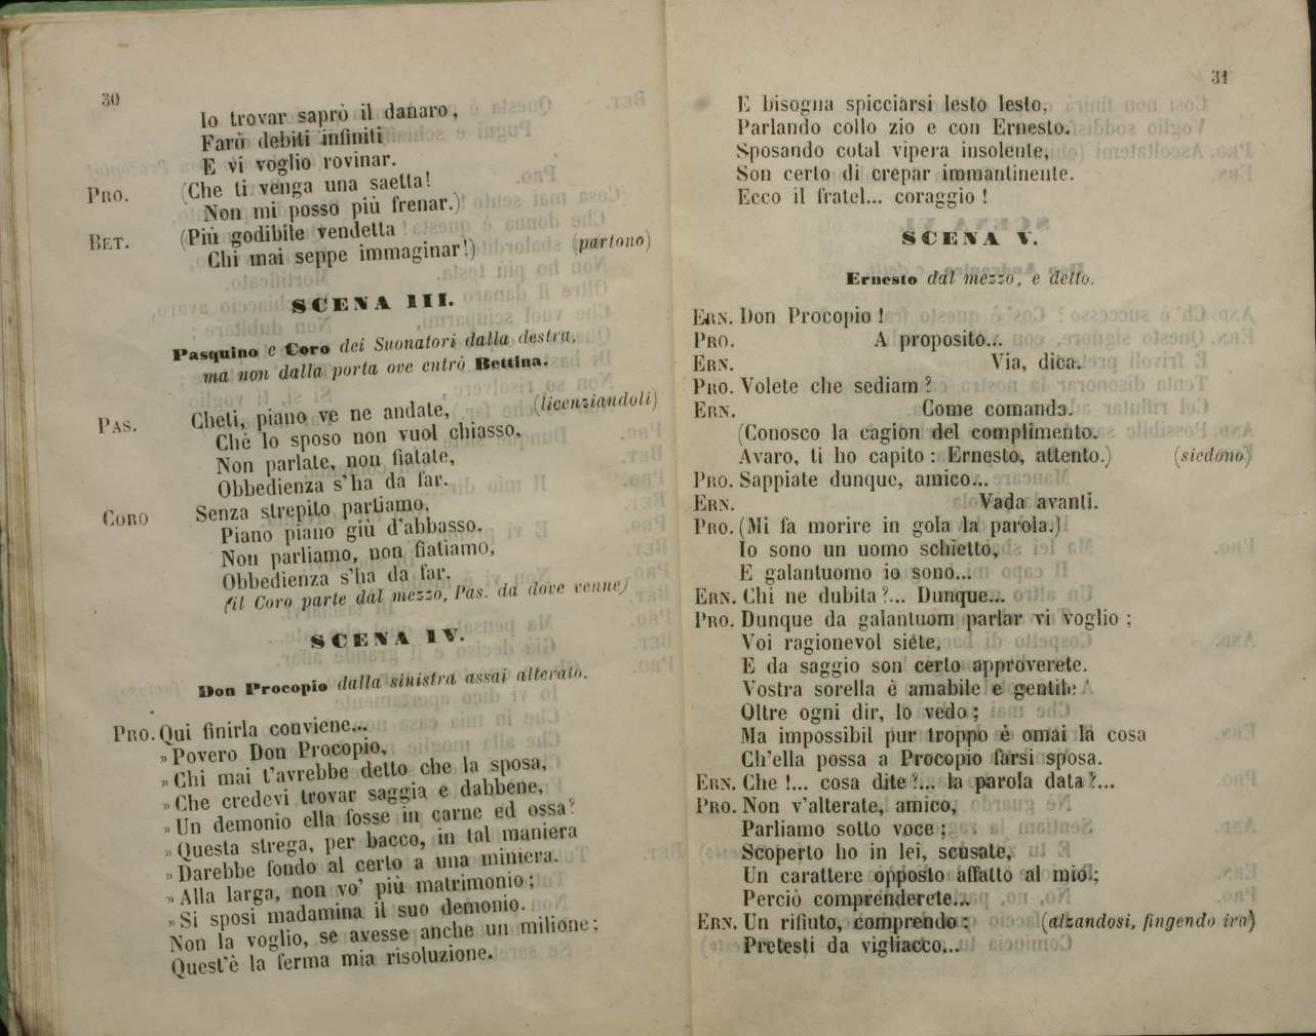 30
Io trovar saprò il danaro,
Farò debiti infiniti
E vi voglio rovinar.
Pro. (Che ti venga una saetta!
Non mi posso più frenar.)
Bet. (Più godibile vendetta
Chi mai seppe immaginar!) (partono)
SCENA III.
Pasquino e Coro dei Suonatori dalla destra,
ma non dalla porta ove entrò Bettina.
Pas. Cheti, piano ve ne andate, (licenziandoli)
Chè lo sposo non vuol chiasso,
Non parlate, non fiatate,
Obbedienza s'ha da far.
Coro Senza strepito partiamo,
Piano piano giù d'abbasso.
Non parliamo, non fiatiamo,
Obbedienza s'ha da far.
(il Coro parte dal mezzo, Pas. da dove venne)
SCENA IV.
Don Procopio dalla sinistra assai alterato.
Pro. Qui finirla conviene...
» Povero Don Procopio,
» Chi mai t'avrebbe detto che la sposa,
» Che credevi trovar saggia e dabbene,
» Un demonio ella fosse in carne ed ossa?
» Questa strega, per bacco, in tal maniera
» Darebbe fondo al certo a una miniera.
» Alla larga, non vo' più matrimonio;
» Si sposi madamina il suo demonio.
Non la voglio, se avesse anche un milione;
Quest'è la ferma mia risoluzione.
31
E bisogna spicciarsi lesto lesto,
Parlando collo zio e con Ernesto.
Sposando cotal vipera insolente,
Son certo di crepar immantinente.
Ecco il fratel... coraggio!
SCENA V.
Ernesto dal mezzo, e detto.
Ern. Don Procopio!
Pro. A proposito...
Ern. Via, dica.
Pro. Volete che sediam?
Ern. Come comanda.
(Conosco la cagion del complimento.
Avaro, ti ho capito: Ernesto, attento.) (siedono)
Pro. Sappiate dunque, amico...
Ern. Vada avanti.
Pro. (Mi fa morire in gola la parola.)
Io sono un uomo schietto,
E galantuomo io sono...
Ern. Chi ne dubita?... Dunque...
Pro. Dunque da galantuom parlar vi voglio;
Voi ragionevol siéte,
E da saggio son certo approverete.
Vostra sorella è amabile e gentile
Oltre ogni dir, lo vedo;
Ma impossibil pur troppo è omai la cosa
Ch'ella possa a Procopio farsi sposa.
Ern. Che!... cosa dite?... la parola data?...
Pro. Non v'alterate, amico,
Parliamo sotto voce;
Scoperto ho in lei, scusate,
Un carattere opposto affatto al mio;
Perciò comprenderete...
Ern. Un rifiuto, comprendo: (alzandosi, fingendo ira)
Pretesti da vigliacco...